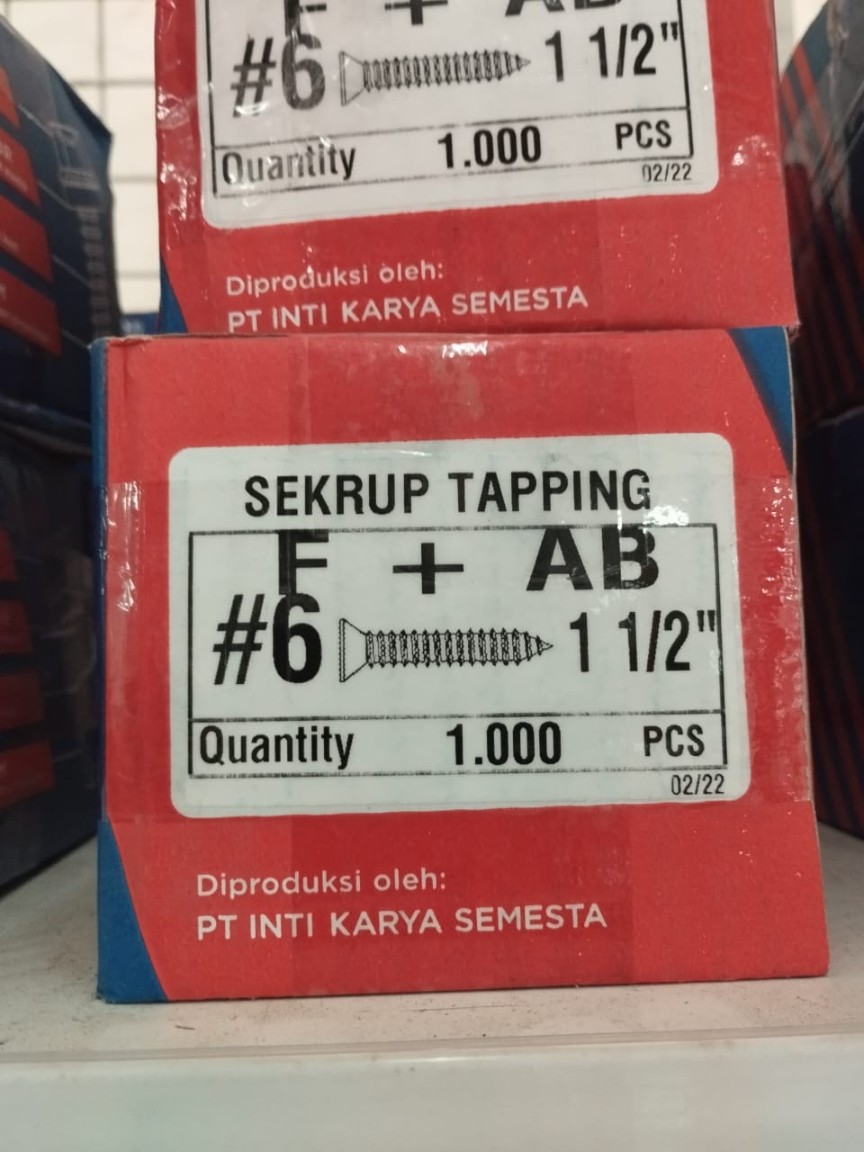 F + AB
#6 1 1/2"
Quantity 1.000 PCS
02/22
Diproduksi oleh:
PT INTI KARYA SEMESTA
SEKRUP TAPPING
F + AB
#6 1 1/2"
Quantity 1.000 PCS
02/22
Diproduksi oleh:
PT INTI KARYA SEMESTA